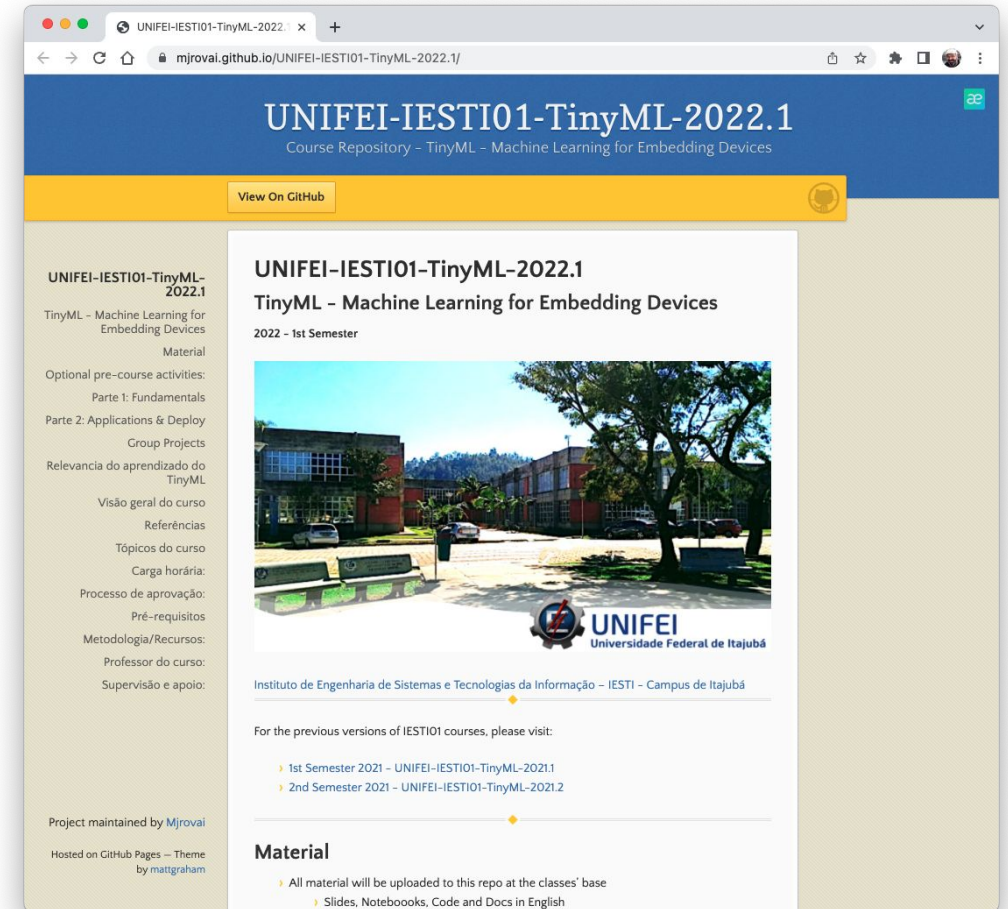 UNIFEI-IESTI01-TinyML-2022.1
mjrovai.github.io/UNIFEI-IESTI01-TinyML-2022.1/
æ
UNIFEI-IESTI01-TinyML-2022.1
Course Repository - TinyML - Machine Learning for Embedding Devices
View On GitHub
UNIFEI-IESTI01-TinyML-
2022.1
TinyML - Machine Learning for
Embedding Devices
Material
Optional pre-course activities:
Parte 1: Fundamentals
Parte 2: Applications & Deploy
Group Projects
Relevancia do aprendizado do
TinyML
Visão geral do curso
Referências
Tópicos do curso
Carga horária:
Processo de aprovação:
Pré-requisitos
Metodologia/Recursos:
Professor do curso:
Supervisão e apoio:
Project maintained by Mjrovai
Hosted on GitHub Pages — Theme
by mattgraham
UNIFEI-IESTI01-TinyML-2022.1
TinyML - Machine Learning for Embedding Devices
2022 - 1st Semester
UNIFEI
Universidade Federal de Itajubá
Instituto de Engenharia de Sistemas e Tecnologias da Informação – IESTI - Campus de Itajubá
For the previous versions of IESTI01 courses, please visit:
1st Semester 2021 - UNIFEI-IESTI01-TinyML-2021.1
2nd Semester 2021 - UNIFEI-IESTI01-TinyML-2021.2
Material
All material will be uploaded to this repo at the classes' base
Slides, Noteboooks, Code and Docs in English